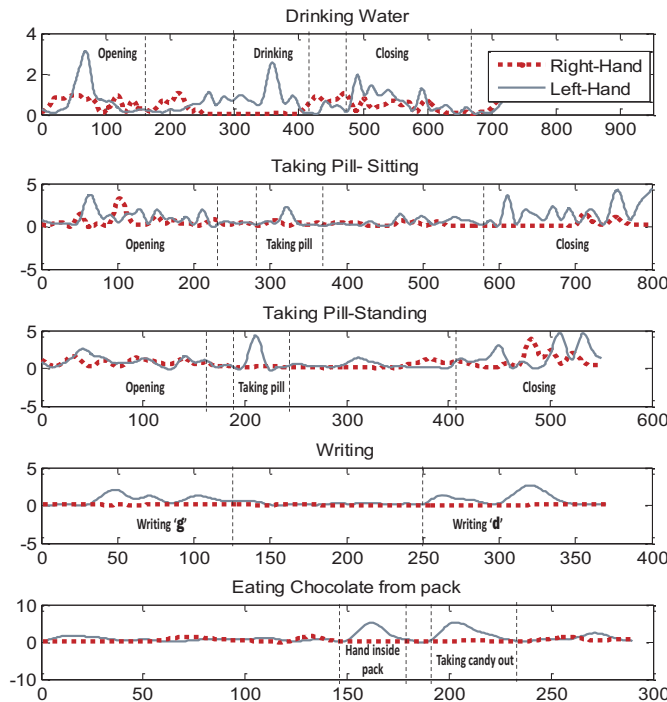 Drinking Water
4
2
0
Opening
Drinking
Closing
Right-Hand
Left-Hand
0 100 200 300 400 500 600 700 800 900
Taking Pill- Sitting
5
0
-5
Opening
Taking pill
Closing
0 100 200 300 400 500 600 700 800
Taking Pill-Standing
5
0
-5
Opening
Taking pill
Closing
0 100 200 300 400 500 600
Writing
5
0
-5
Writing 'g'
Writing 'd'
0 50 100 150 200 250 300 350 400
Eating Chocolate from pack
10
0
-10
Hand inside
pack
Taking candy out
0 50 100 150 200 250 300